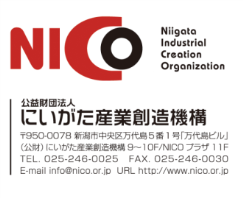 NICO
Niigata
Industrial
Creation
Organization
公益財団法人
にいがた産業創造機構
〒950-0078 新潟市中央区万代島5番1号「万代島ビル」
(公財)にいがた産業創造機構 9〜10F/NICO プラザ 11F
TEL. 025-246-0025 FAX. 025-246-0030
E-mail info@nico.or.jp URL http://www.nico.or.jp